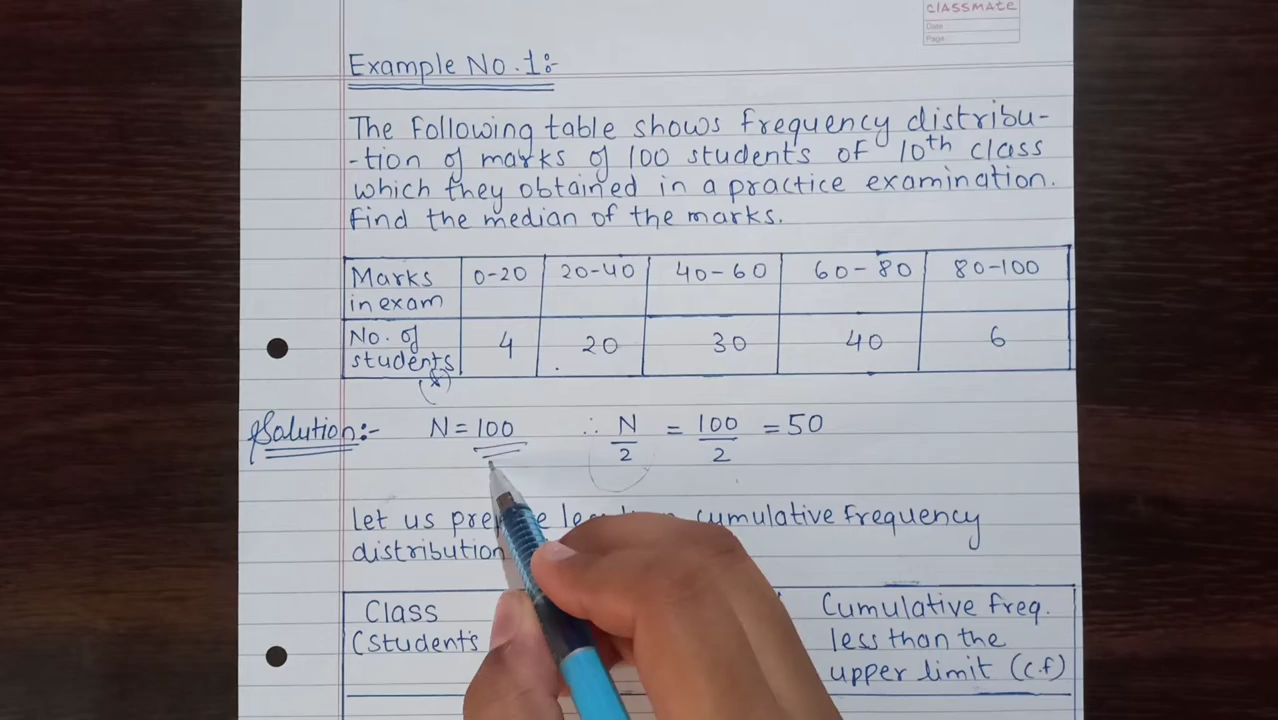 CLASSMATE
Date
Page
Example No.1:-
The Following table shows frequency distribu-
-tion of marks of 100 students of 10th class
which they obtained in a practice examination.
Find the median of the marks.
Marks in exam 0-20 20-40 40-60 60-80 80-100
No. of students 4 20 30 40 6
Solution:- N = 100 ∴ N/2 = 100/2 = 50
Let us cumulative frequency
distribution
Class Cumulative freq.
(Students less than the
upper limit (c.f)